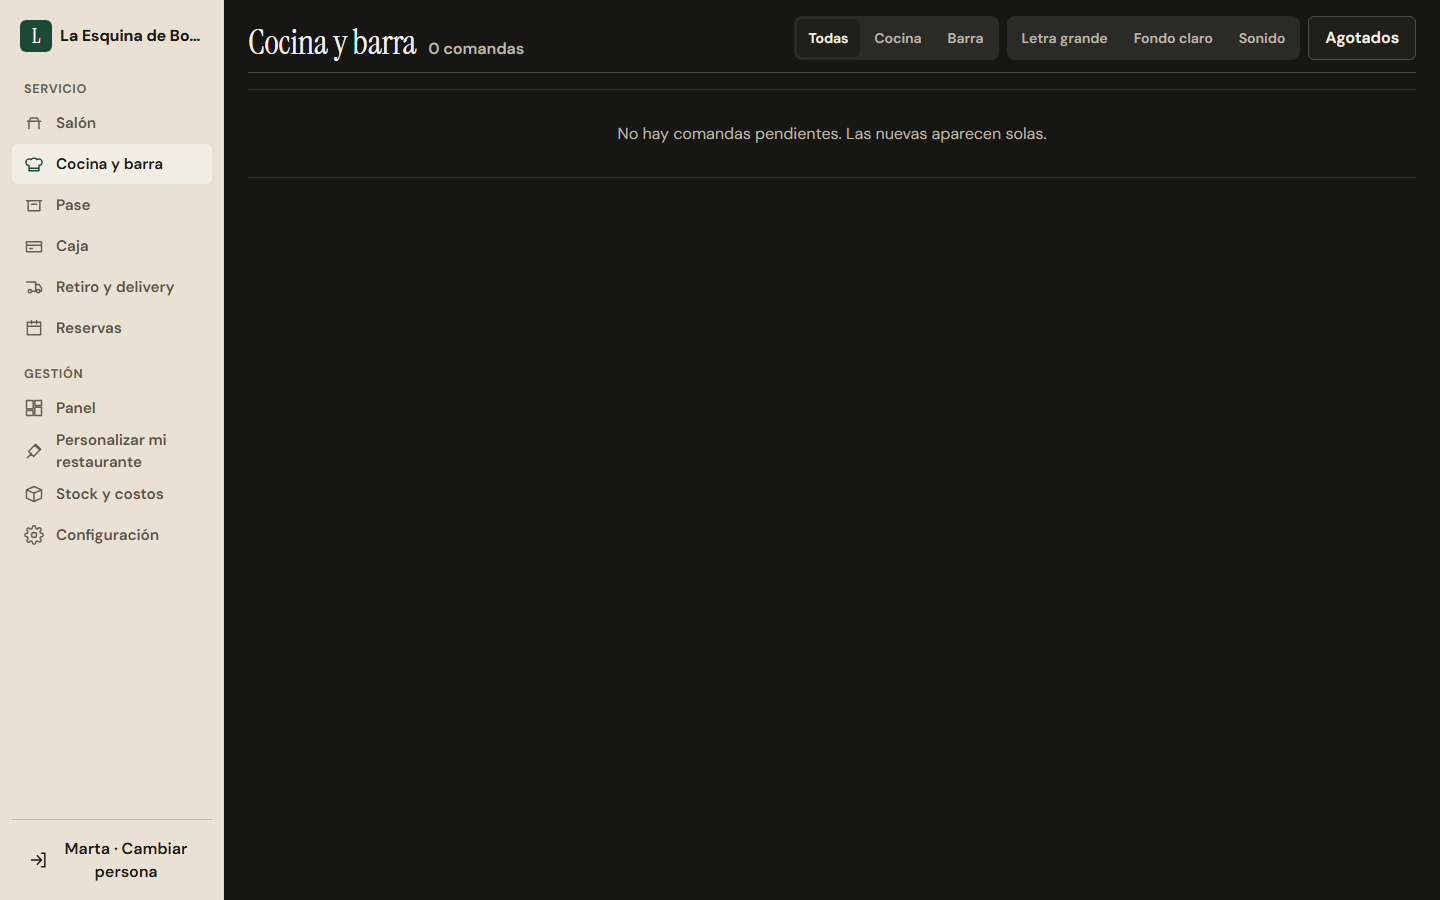 L
La Esquina de Bo...
SERVICIO
Salón
Cocina y barra
Pase
Caja
Retiro y delivery
Reservas
GESTIÓN
Panel
Personalizar mi
restaurante
Stock y costos
Configuración
Marta · Cambiar
persona
Cocina y barra 0 comandas
Todas Cocina Barra
Letra grande Fondo claro Sonido
Agotados
No hay comandas pendientes. Las nuevas aparecen solas.